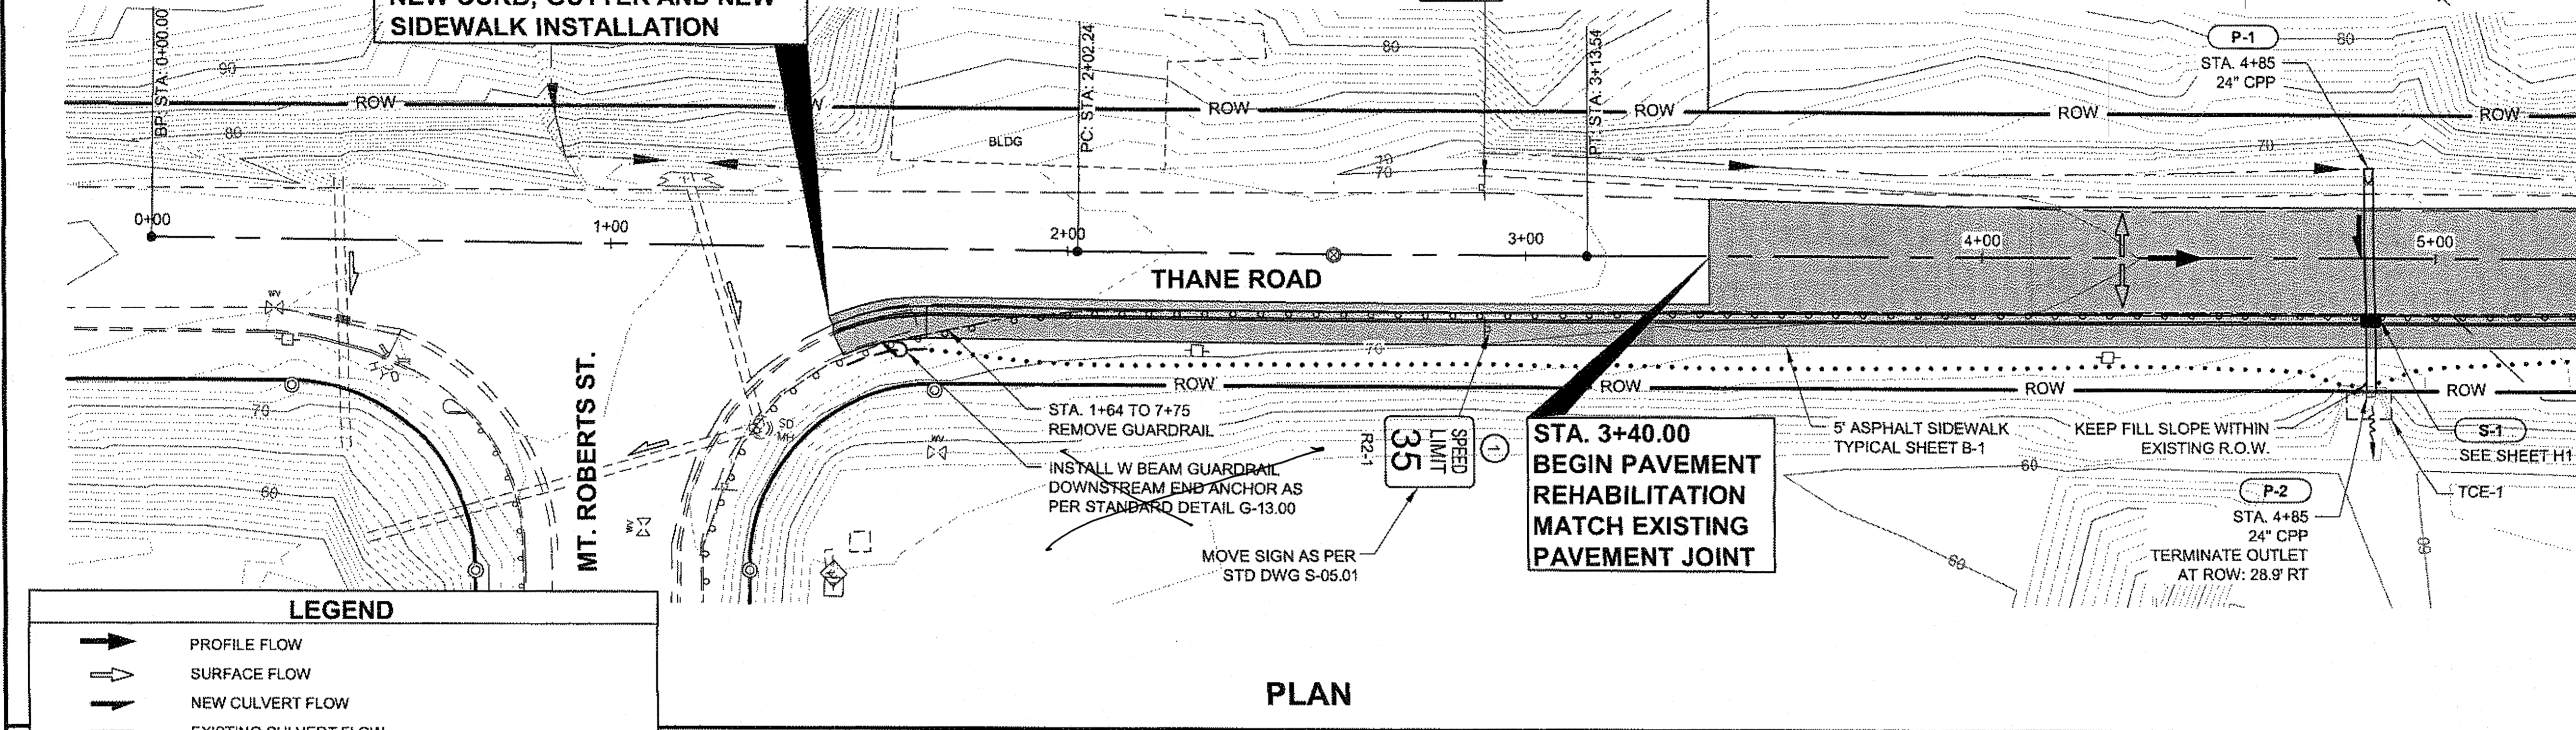 NEW CURB, GUTTER AND NEW
SIDEWALK INSTALLATION
BP: STA: 0+00.00
PC: STA: 2+02.24
PT: STA: 3+13.54
P-1
STA. 4+85
24" CPP
80
80
90
80
ROW
ROW
ROW
ROW
ROW
BLDG
70
70
70
0+00
1+00
2+00
3+00
4+00
5+00
THANE ROAD
WV
MT. ROBERTS ST.
D
70
60
SD
MH
WV
WV
70
ROW
ROW
ROW
ROW
STA. 1+64 TO 7+75
REMOVE GUARDRAIL
INSTALL W BEAM GUARDRAIL
DOWNSTREAM END ANCHOR AS
PER STANDARD DETAIL G-13.00
SPEED
LIMIT
35
R2-1
1
MOVE SIGN AS PER
STD DWG S-05.01
STA. 3+40.00
BEGIN PAVEMENT
REHABILITATION
MATCH EXISTING
PAVEMENT JOINT
5' ASPHALT SIDEWALK
TYPICAL SHEET B-1
KEEP FILL SLOPE WITHIN
EXISTING R.O.W.
S-1
SEE SHEET H1
TCE-1
P-2
STA. 4+85
24" CPP
TERMINATE OUTLET
AT ROW: 28.9' RT
60
60
60
LEGEND
PROFILE FLOW
SURFACE FLOW
NEW CULVERT FLOW
EXISTING CULVERT FLOW
PLAN